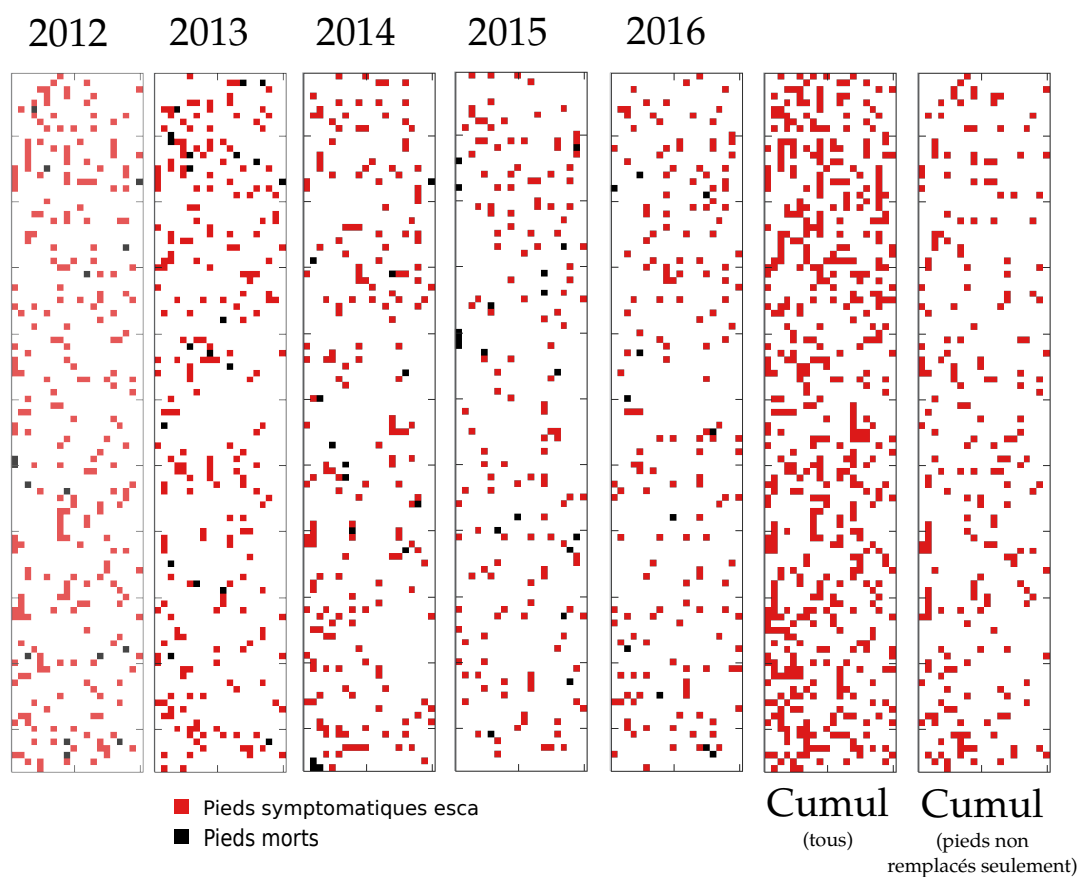 2012
2013
2014
2015
2016
Pieds symptomatiques esca
Pieds morts
Cumul
(tous)
Cumul
(pieds non
remplacés seulement)